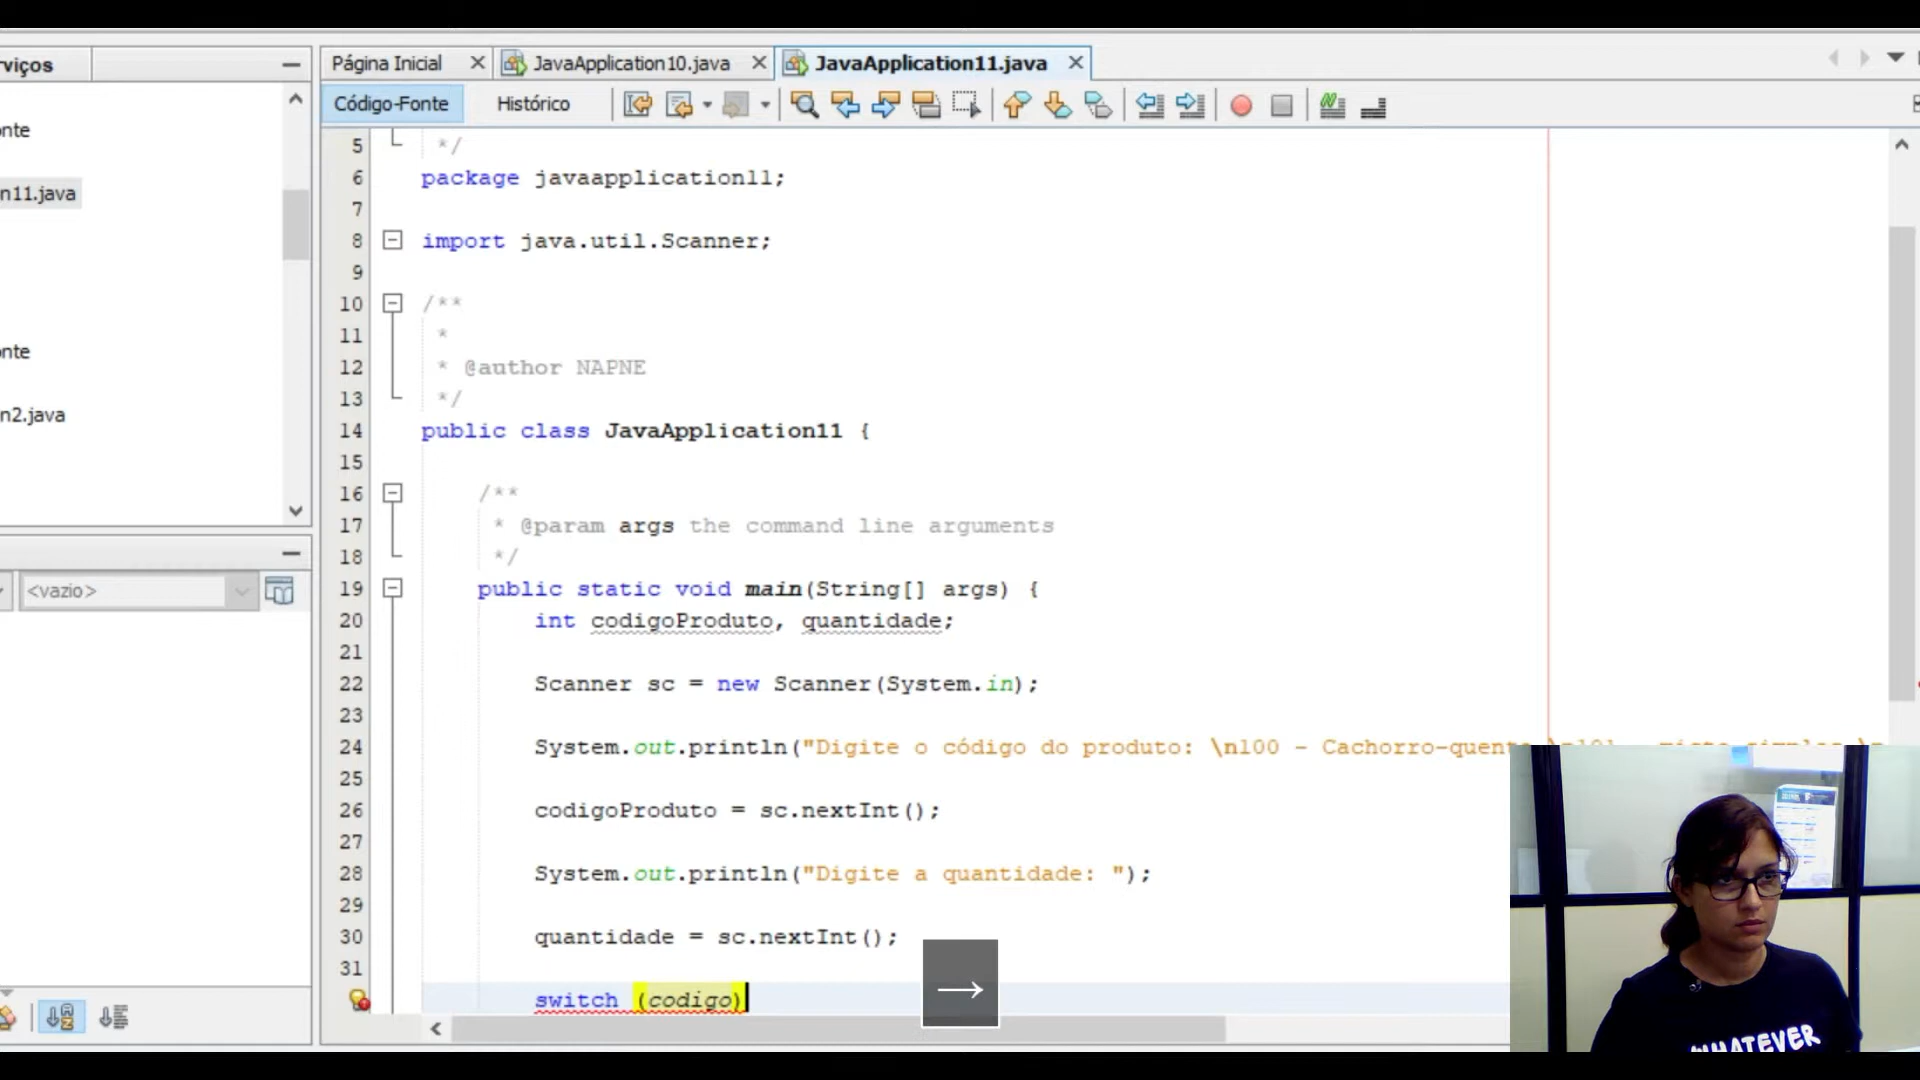 rviços
Página Inicial
JavaApplication10.java
JavaApplication11.java
Código-Fonte
Histórico
onte
n11.java
onte
n2.java
<vazio>
5 */
6 package javaapplication11;
7
8 import java.util.Scanner;
9
10 /**
11 *
12 * @author NAPNE
13 */
14 public class JavaApplication11 {
15
16 /**
17 * @param args the command line arguments
18 */
19 public static void main(String[] args) {
20 int codigoProduto, quantidade;
21
22 Scanner sc = new Scanner(System.in);
23
24 System.out.println("Digite o código do produto: \n100 - Cachorro-quente
25
26 codigoProduto = sc.nextInt();
27
28 System.out.println("Digite a quantidade: ");
29
30 quantidade = sc.nextInt();
31
switch (codigo)
→
WHATEVER